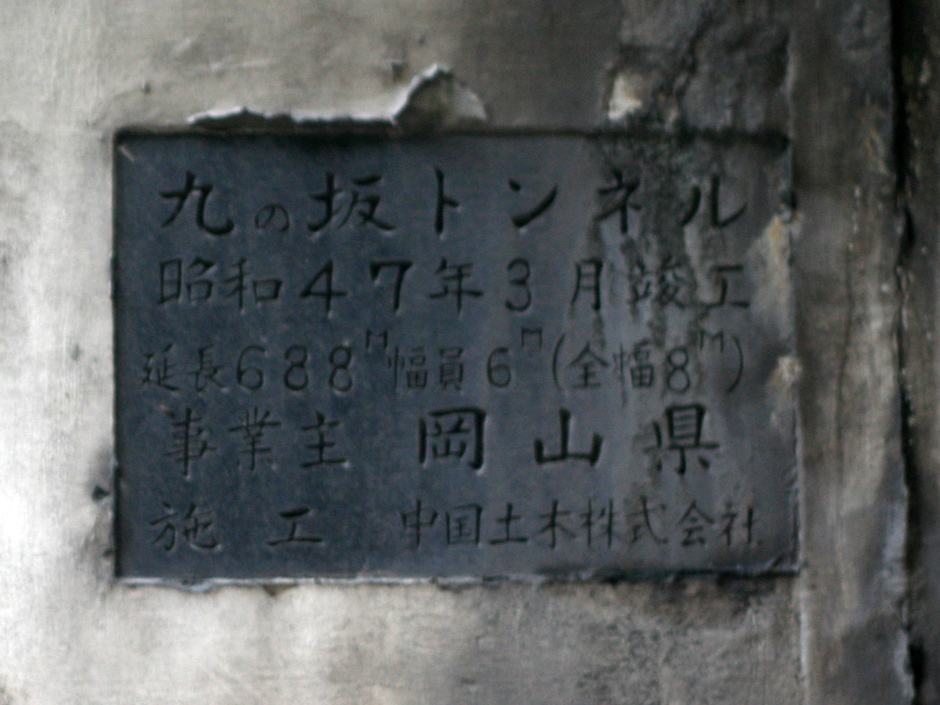 九の坂トンネル
昭和47年3月竣工
延長688M幅員6M(全幅8M)
事業主 岡山県
施工 中国土木株式会社